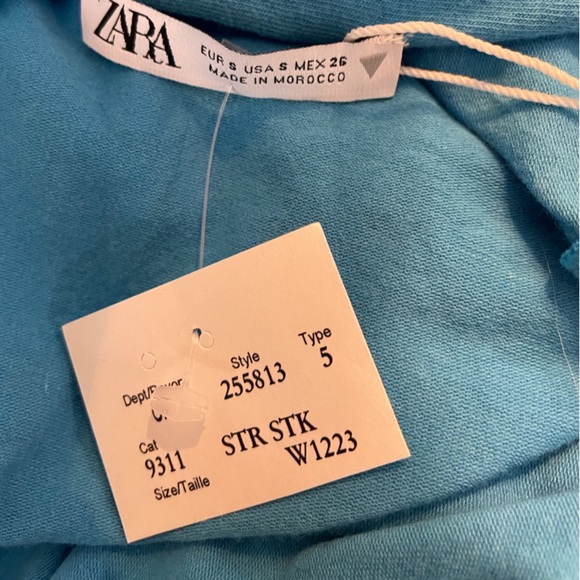 ZARA
EUR S USA S MEX 26
MADE IN MOROCCO
Style
Type
255813
5
Cat
9311
STR STK
W1223
Size/Taille